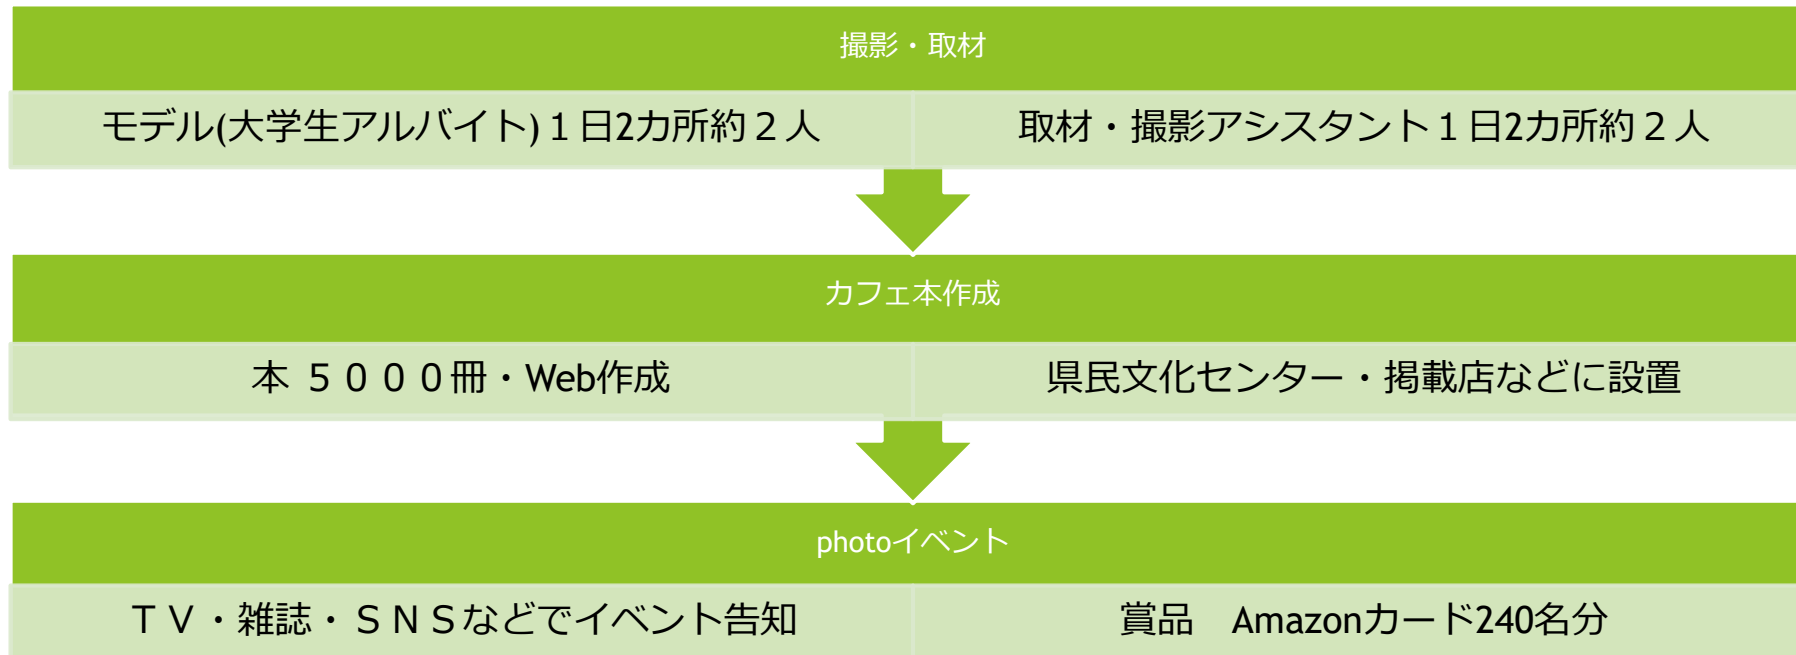 撮影・取材
モデル(大学生アルバイト)１日2カ所約２人
取材・撮影アシスタント１日2カ所約２人
カフェ本作成
本 ５０００冊・Web作成
県民文化センター・掲載店などに設置
photoイベント
ＴＶ・雑誌・ＳＮＳなどでイベント告知
賞品　Amazonカード240名分